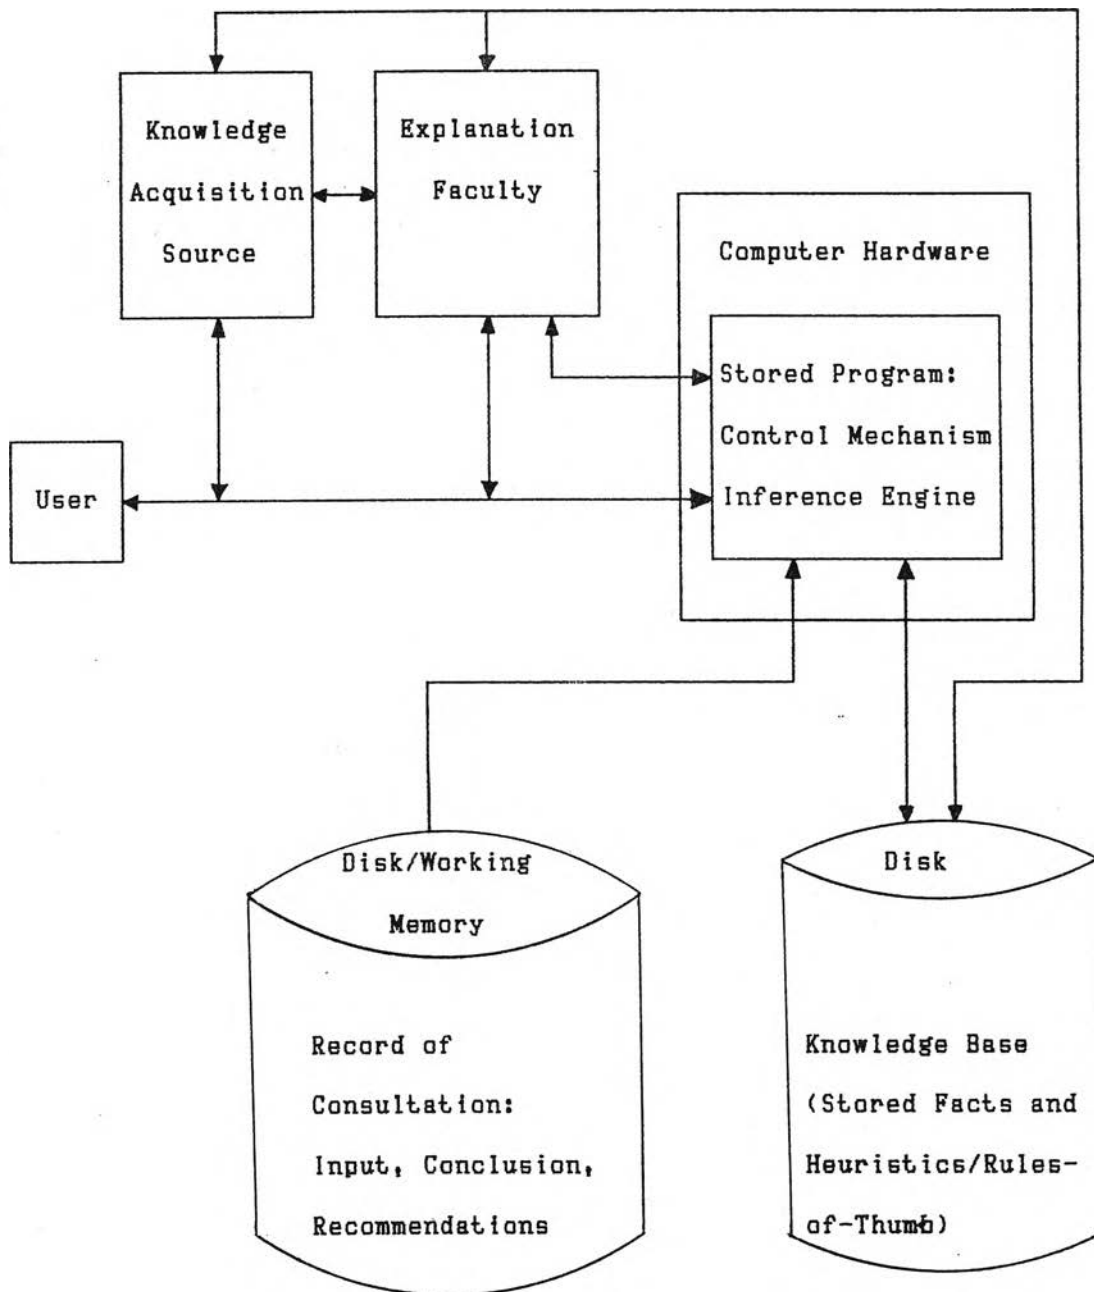 Knowledge
Acquisition
Source
Explanation
Faculty
Computer Hardware
Stored Program:
Control Mechanism
Inference Engine
User
Disk/Working
Memory
Record of
Consultation:
Input, Conclusion,
Recommendations
Disk
Knowledge Base
(Stored Facts and
Heuristics/Rules-
of-Thumb)